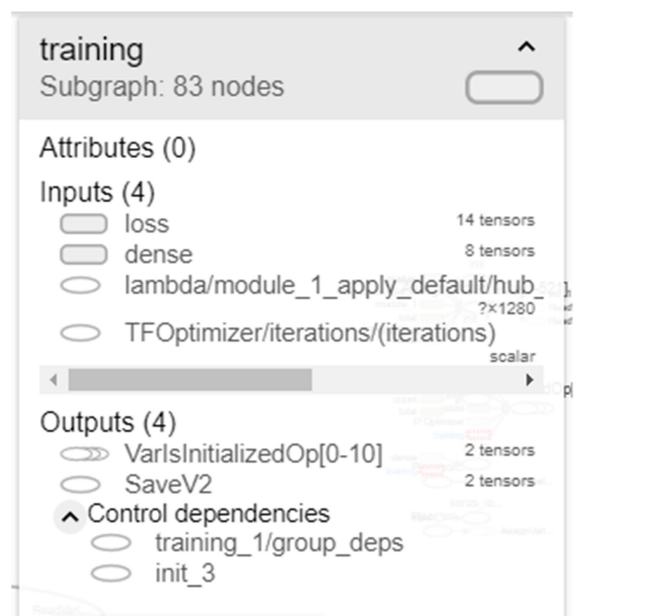 training
Subgraph: 83 nodes
Attributes (0)
Inputs (4)
loss 14 tensors
dense 8 tensors
lambda/module_1_apply_default/hub_
?×1280
TFOptimizer/iterations/(iterations)
scalar
Outputs (4)
VarIsInitializedOp[0-10] 2 tensors
SaveV2 2 tensors
Control dependencies
training_1/group_deps
init_3